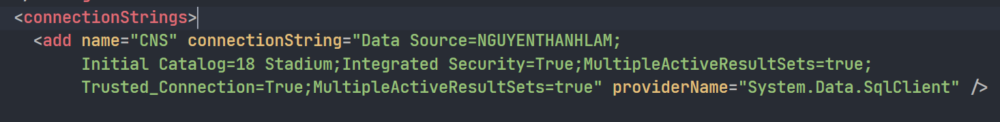 <connectionStrings>
<add name="CNS" connectionString="Data Source=NGUYENTHANHLAM;
Initial Catalog=18 Stadium;Integrated Security=True;MultipleActiveResultSets=true;
Trusted_Connection=True;MultipleActiveResultSets=true" providerName="System.Data.SqlClient" />